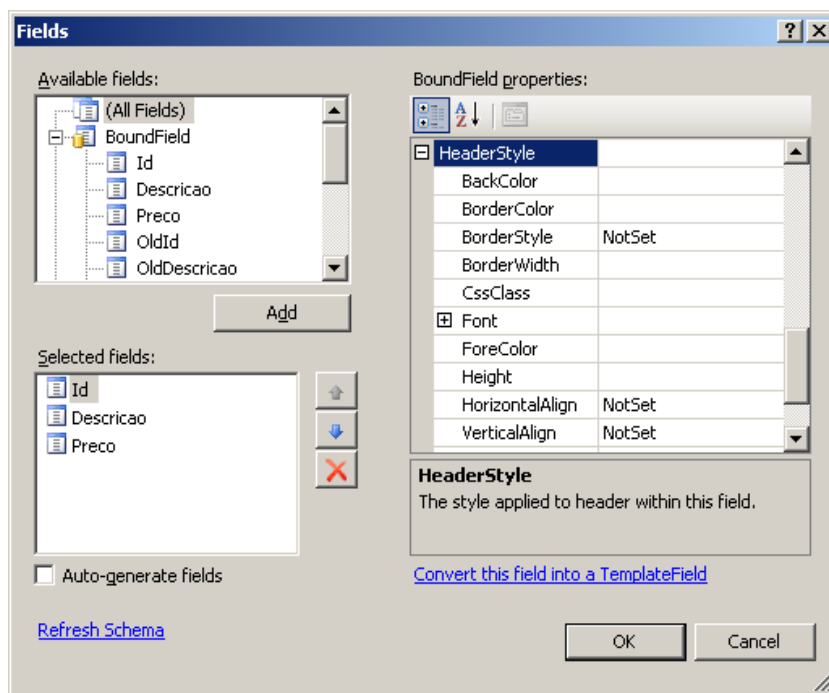 Fields
Available fields:
(All Fields)
BoundField
Id
Descricao
Preco
OldId
OldDescricao
Add
Selected fields:
Id
Descricao
Preco
Auto-generate fields
Refresh Schema
BoundField properties:
HeaderStyle
BackColor
BorderColor
BorderStyle NotSet
BorderWidth
CssClass
Font
ForeColor
Height
HorizontalAlign NotSet
VerticalAlign NotSet
HeaderStyle
The style applied to header within this field.
Convert this field into a TemplateField
OK Cancel